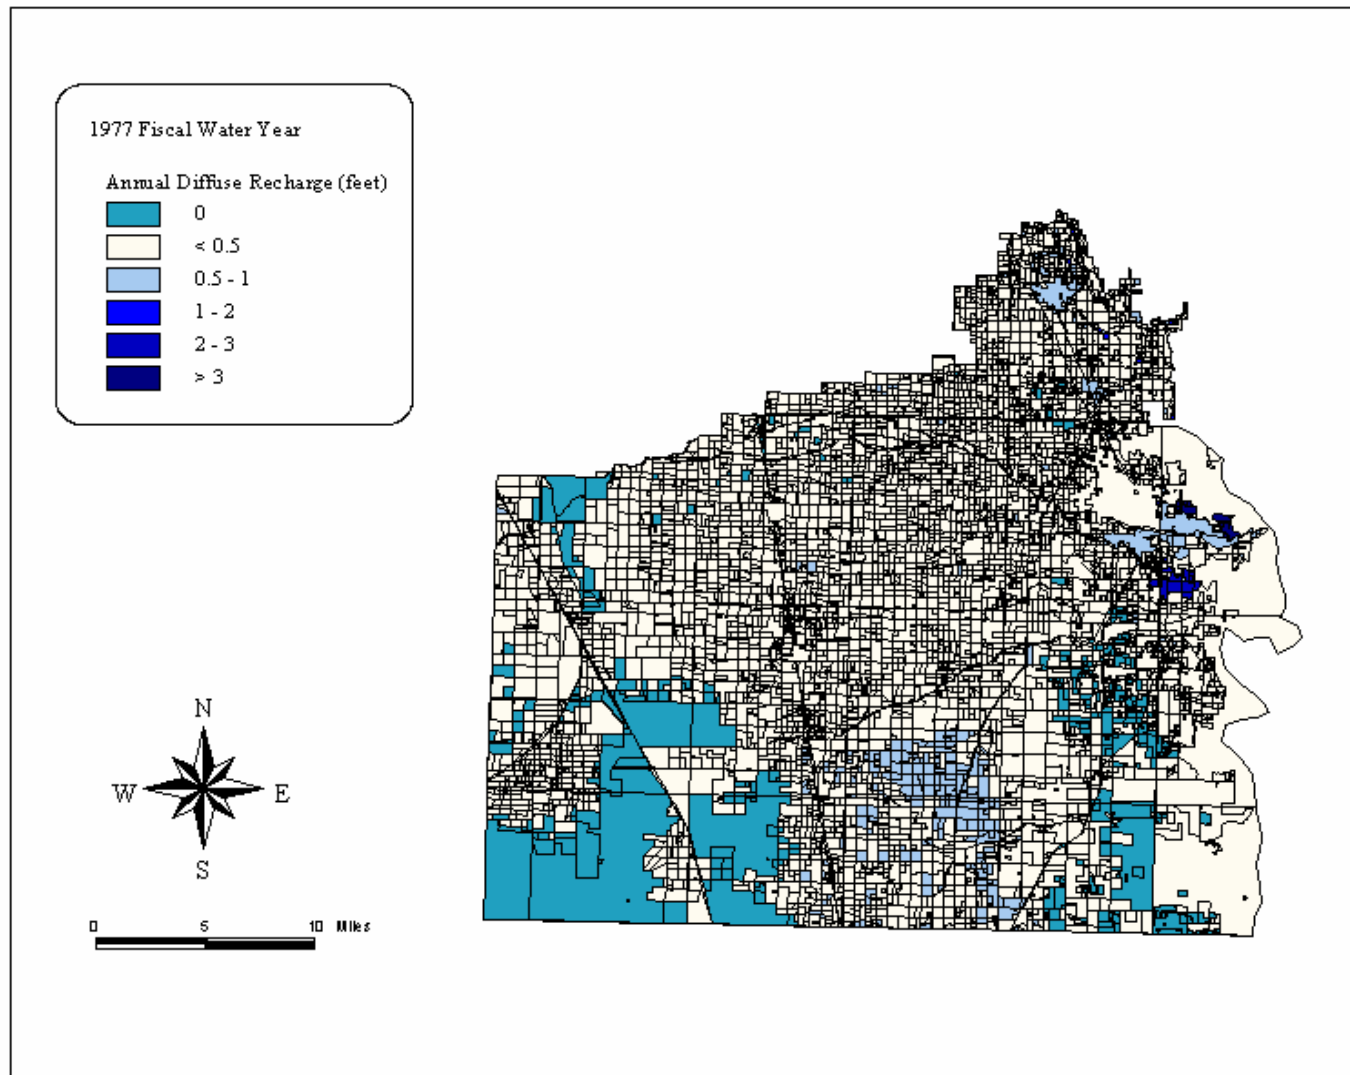 1977 Fiscal Water Year
Annual Diffuse Recharge (feet)
0
< 0.5
0.5 - 1
1 - 2
2 - 3
> 3
N
W E
S
0 5 10 Miles